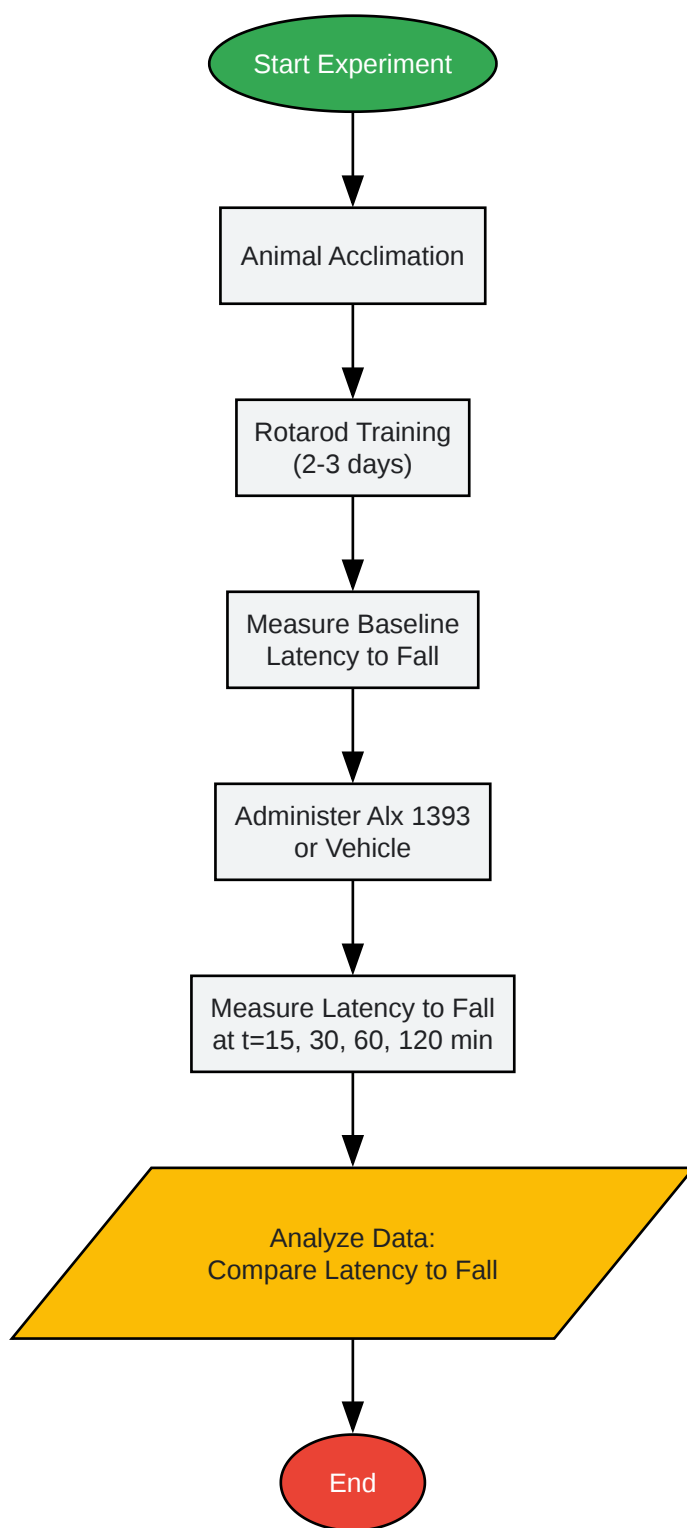 Start Experiment
Animal Acclimation
Rotarod Training
(2-3 days)
Measure Baseline
Latency to Fall
Administer Alx 1393
or Vehicle
Measure Latency to Fall
at t=15, 30, 60, 120 min
Analyze Data:
Compare Latency to Fall
End